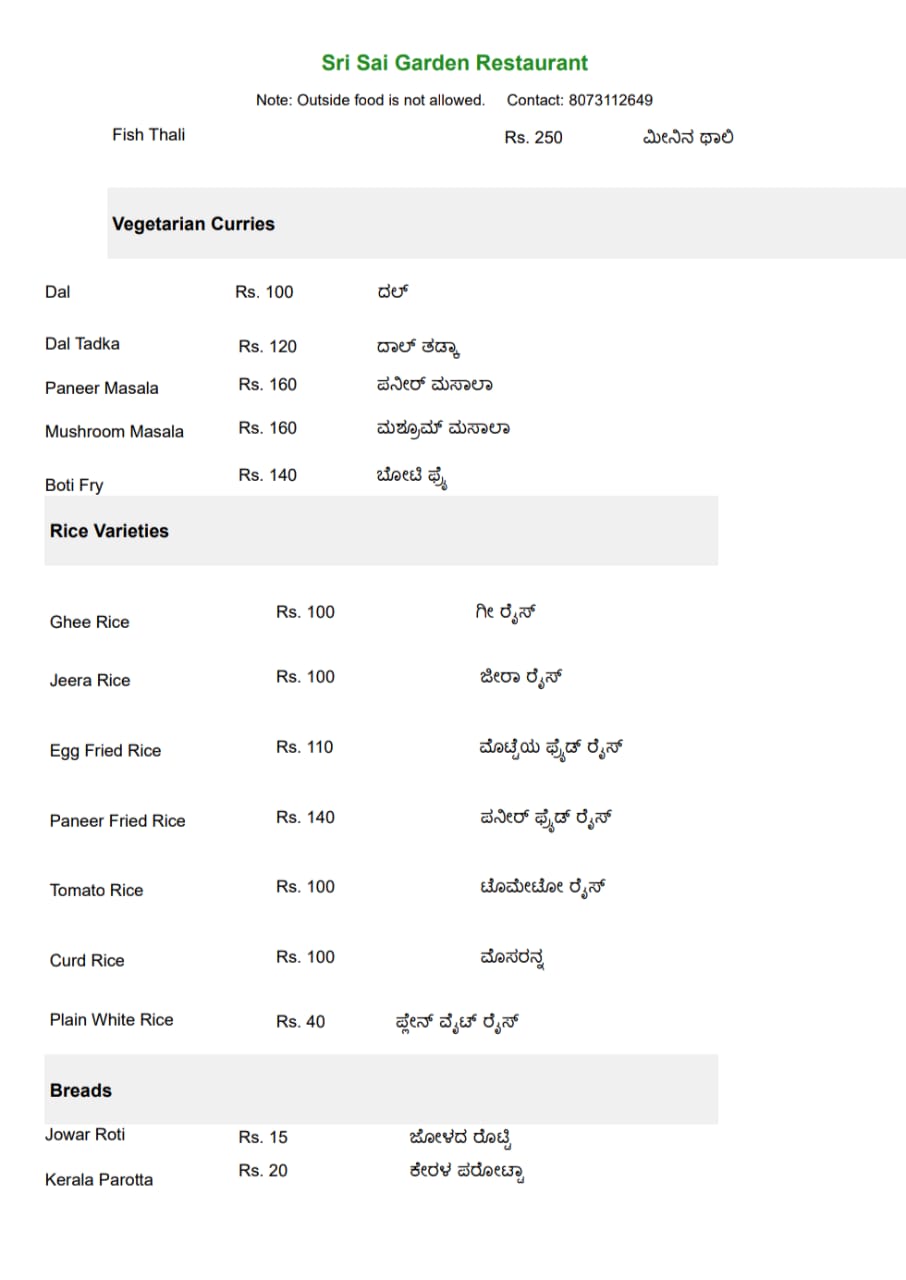 Sri Sai Garden Restaurant
Note: Outside food is not allowed. Contact: 8073112649
Fish Thali Rs. 250 ಮೀನಿನ ಥಾಲಿ
Vegetarian Curries
Dal Rs. 100 ದಲ್
Dal Tadka Rs. 120 ದಾಲ್ ತಡ್ಕಾ
Paneer Masala Rs. 160 ಪನೀರ್ ಮಸಾಲಾ
Mushroom Masala Rs. 160 ಮಶ್ರೂಮ್ ಮಸಾಲಾ
Boti Fry Rs. 140 ಬೋಟಿ ಫ್ರೈ
Rice Varieties
Ghee Rice Rs. 100 ಗೀ ರೈಸ್
Jeera Rice Rs. 100 ಜೀರಾ ರೈಸ್
Egg Fried Rice Rs. 110 ಮೊಟ್ಟೆಯ ಫ್ರೈಡ್ ರೈಸ್
Paneer Fried Rice Rs. 140 ಪನೀರ್ ಫ್ರೈಡ್ ರೈಸ್
Tomato Rice Rs. 100 ಟೊಮೇಟೋ ರೈಸ್
Curd Rice Rs. 100 ಮೊಸರನ್ನ
Plain White Rice Rs. 40 ಪ್ಲೇನ್ ವೈಟ್ ರೈಸ್
Breads
Jowar Roti Rs. 15 ಜೋಳದ ರೊಟ್ಟಿ
Kerala Parotta Rs. 20 ಕೇರಳ ಪರೋಟ್ಟಾ